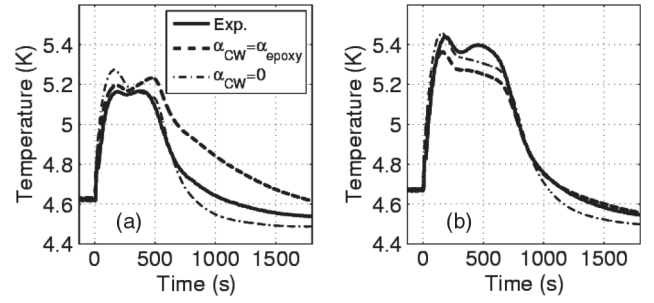 5.4
5.2
5
4.8
4.6
4.4
Temperature (K)
Exp.
α_CW=α_epoxy
α_CW=0
(a)
0 500 1000 1500
Time (s)
5.4
5.2
5
4.8
4.6
4.4
Temperature (K)
(b)
0 500 1000 1500
Time (s)